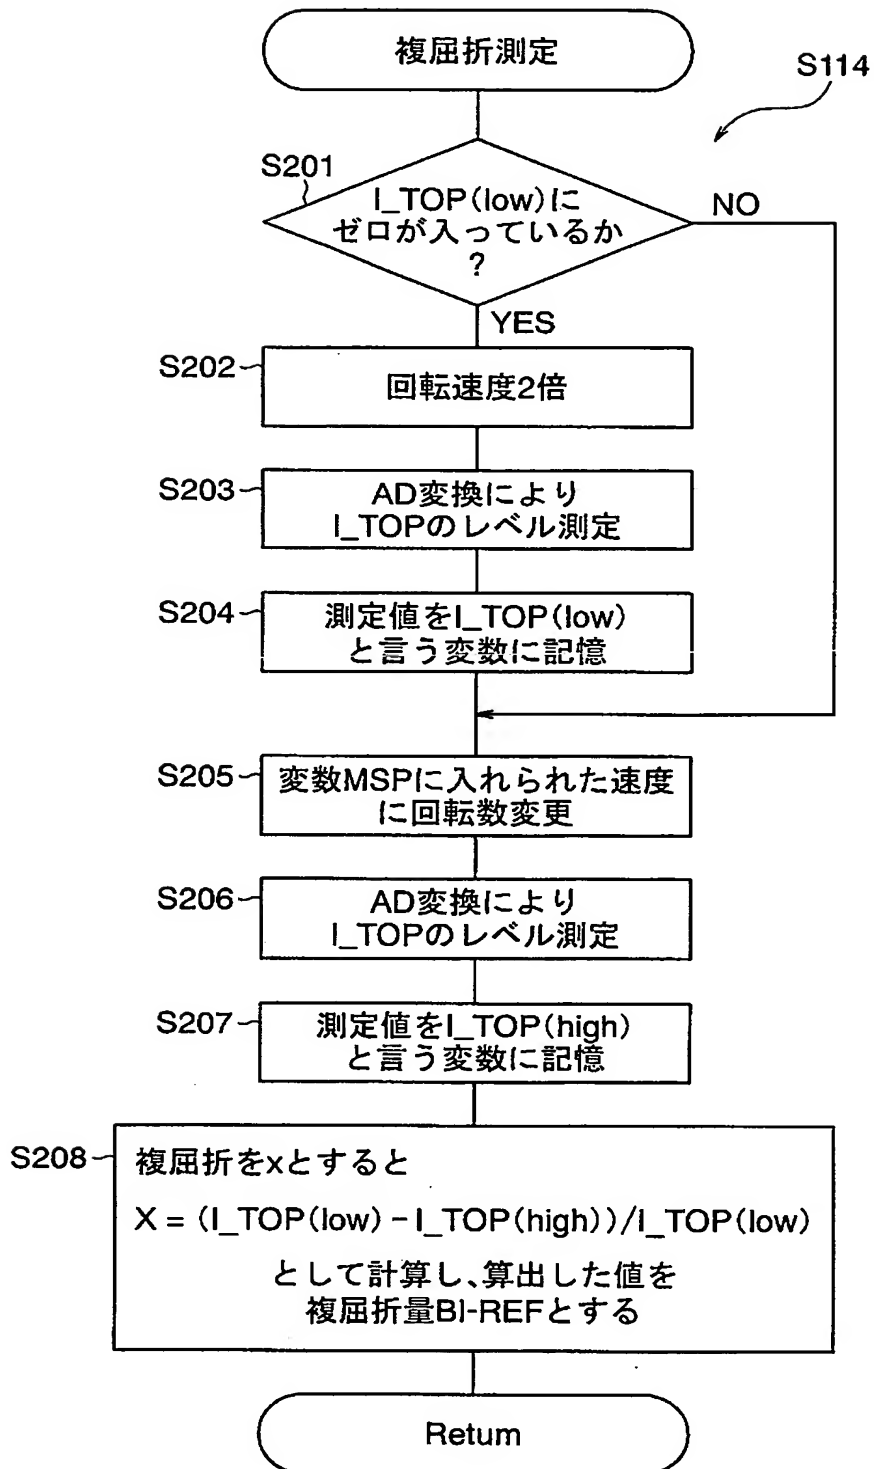 複屈折測定
S114
S201
I_TOP(low)に
ゼロが入っているか
?
NO
YES
S202
回転速度2倍
S203
AD変換により
I_TOPのレベル測定
S204
測定値をI_TOP(low)
と言う変数に記憶
S205
変数MSPに入れられた速度
に回転数変更
S206
AD変換により
I_TOPのレベル測定
S207
測定値をI_TOP(high)
と言う変数に記憶
S208
複屈折をxとすると
X = (I_TOP(low) - I_TOP(high))/I_TOP(low)
として計算し、算出した値を
複屈折量BI-REFとする
Return